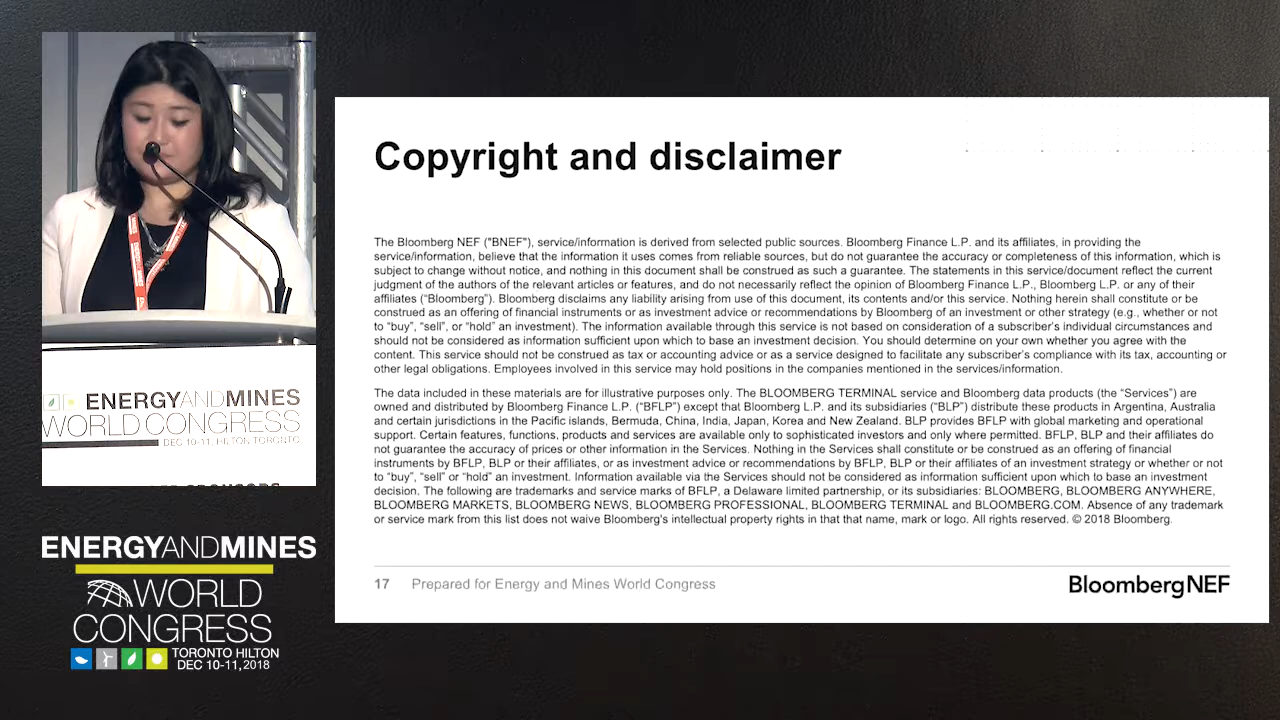 Copyright and disclaimer
The Bloomberg NEF ("BNEF"), service/information is derived from selected public sources. Bloomberg Finance L.P. and its affiliates, in providing the
service/information, believe that the information it uses comes from reliable sources, but do not guarantee the accuracy or completeness of this information, which is
subject to change without notice, and nothing in this document shall be construed as such a guarantee. The statements in this service/document reflect the current
judgment of the authors of the relevant articles or features, and do not necessarily reflect the opinion of Bloomberg Finance L.P., Bloomberg L.P. or any of their
affiliates (“Bloomberg”). Bloomberg disclaims any liability arising from use of this document, its contents and/or this service. Nothing herein shall constitute or be
construed as an offering of financial instruments or as investment advice or recommendations by Bloomberg of an investment or other strategy (e.g., whether or not
to “buy”, “sell”, or “hold” an investment). The information available through this service is not based on consideration of a subscriber’s individual circumstances and
should not be considered as information sufficient upon which to base an investment decision. You should determine on your own whether you agree with the
content. This service should not be construed as tax or accounting advice or as a service designed to facilitate any subscriber’s compliance with its tax, accounting or
other legal obligations. Employees involved in this service may hold positions in the companies mentioned in the services/information.
The data included in these materials are for illustrative purposes only. The BLOOMBERG TERMINAL service and Bloomberg data products (the “Services”) are
owned and distributed by Bloomberg Finance L.P. (“BFLP”) except that Bloomberg L.P. and its subsidiaries (“BLP”) distribute these products in Argentina, Australia
and certain jurisdictions in the Pacific islands, Bermuda, China, India, Japan, Korea and New Zealand. BLP provides BFLP with global marketing and operational
support. Certain features, functions, products and services are available only to sophisticated investors and only where permitted. BFLP, BLP and their affiliates do
not guarantee the accuracy of prices or other information in the Services. Nothing in the Services shall constitute or be construed as an offering of financial
instruments by BFLP, BLP or their affiliates, or as investment advice or recommendations by BFLP, BLP or their affiliates of an investment strategy or whether or not
to “buy”, “sell” or “hold” an investment. Information available via the Services should not be considered as information sufficient upon which to base an investment
decision. The following are trademarks and service marks of BFLP, a Delaware limited partnership, or its subsidiaries: BLOOMBERG, BLOOMBERG ANYWHERE,
BLOOMBERG MARKETS, BLOOMBERG NEWS, BLOOMBERG PROFESSIONAL, BLOOMBERG TERMINAL and BLOOMBERG.COM. Absence of any trademark
or service mark from this list does not waive Bloomberg's intellectual property rights in that that name, mark or logo. All rights reserved. © 2018 Bloomberg.
17 Prepared for Energy and Mines World Congress
BloombergNEF
ENERGYANDMINES
WORLD CONGRESS
DEC 10-11, HILTON TORONTO
ENERGYANDMINES
WORLD
CONGRESS
TORONTO HILTON
DEC 10-11, 2018